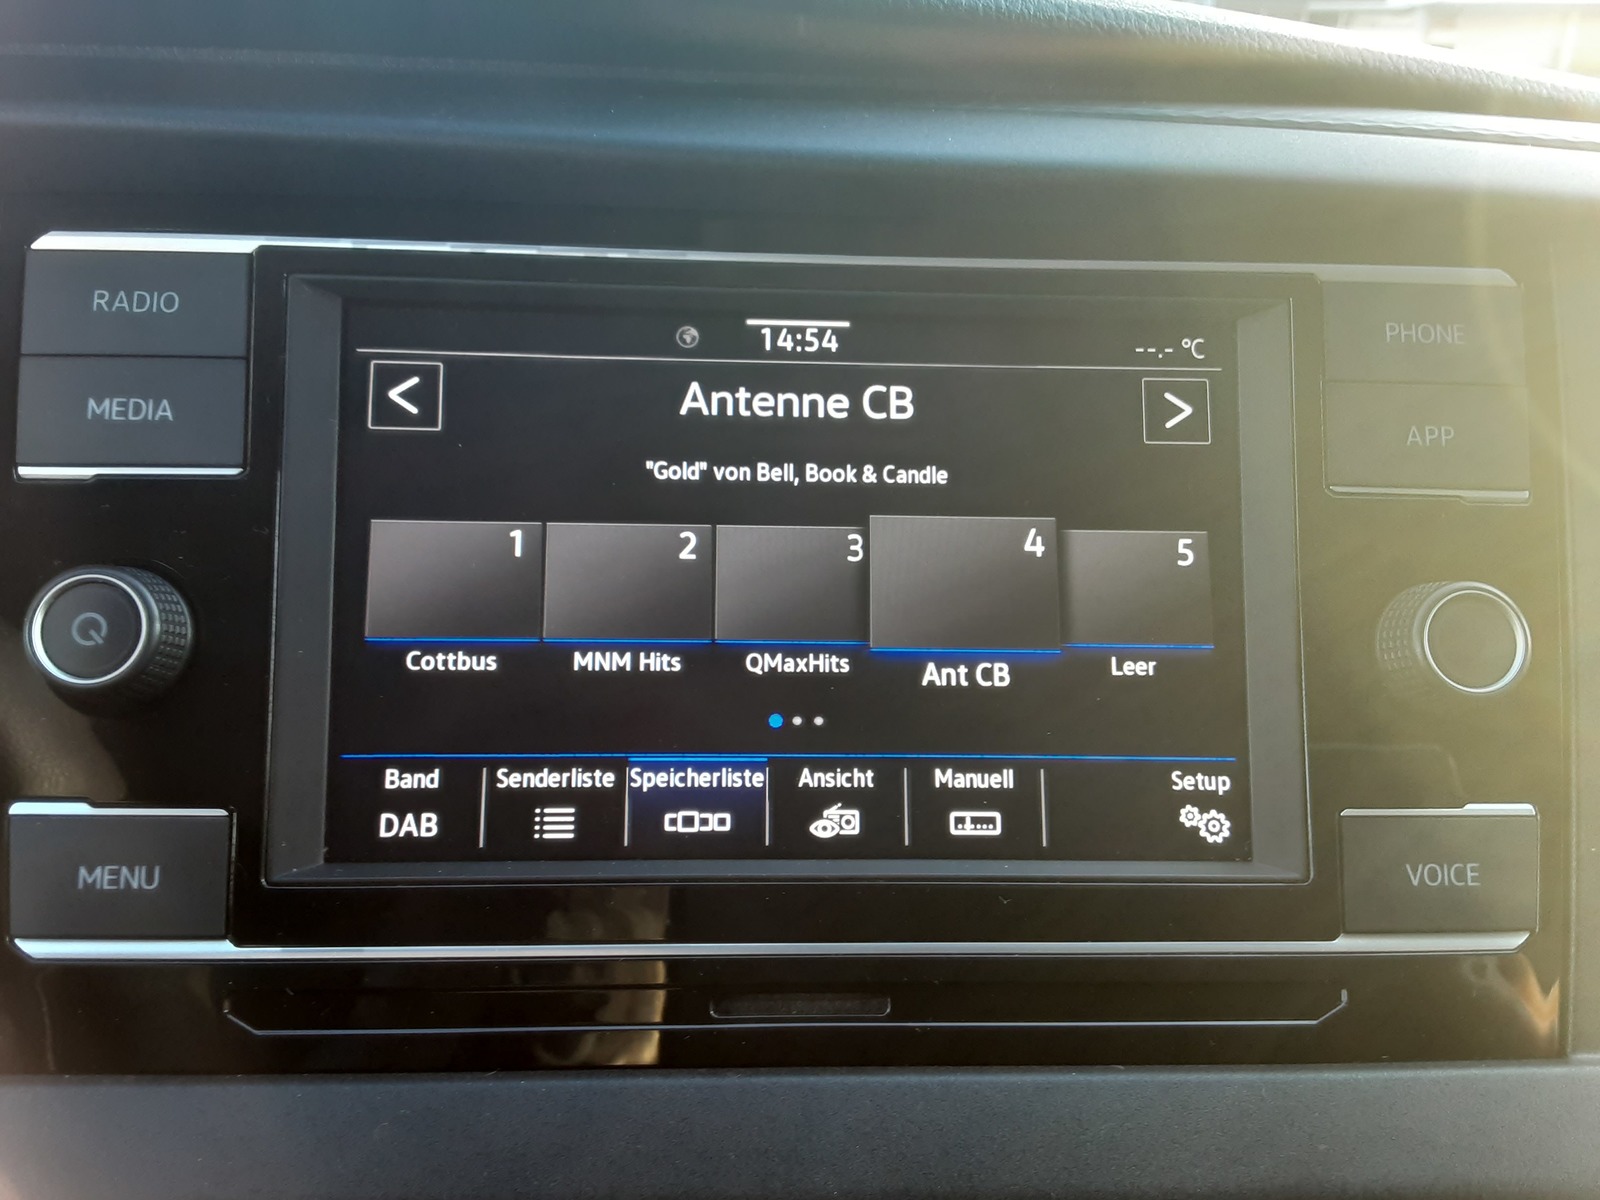 RADIO
MEDIA
MENU
14:54
--.- °C
<
Antenne CB
>
"Gold" von Bell, Book & Candle
1 2 3 4 5
Cottbus MNM Hits QMaxHits Ant CB Leer
Band Senderliste Speicherliste Ansicht Manuell Setup
DAB
PHONE
APP
VOICE